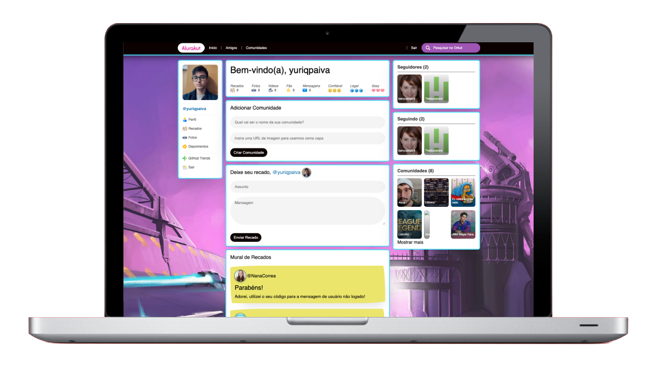 Alurakut
Inicio | Amigos | Comunidades
Sair
Pesquisar no Orkut
@yuriqpaiva
Perfil
Recados
Fotos
Depoimentos
GitHub Trends
Sair
Bem-vindo(a), yuriqpaiva
Recados Fotos Videos Fãs Mensagens Confiável Legal Sexy
Adicionar Comunidade
Qual vai ser o nome da sua comunidade?
Insira uma URL de imagem para usarmos como capa
Criar Comunidade
Deixe seu recado, @yuriqpaiva
Assunto
Mensagem
Enviar Recado
Mural de Recados
@NanaCorrea
Parabéns!
Adorei, utilizei o seu código para a mensagem de usuário não logado!
Seguidores (2)
Seguindo (2)
Comunidades (8)
LEAGUE
LEGEND
Mostrar mais